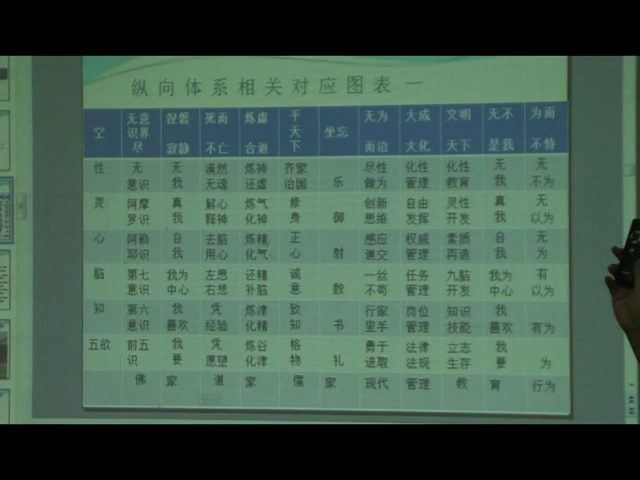 纵向体系相关对应图表一
空 无意识界尽 涅磐寂静 死而不亡 炼虚合道 平天下 坐忘 无为而治 大成大化 文明天下 无不是我 为而不恃
性 无意识 无我 漠然无魂 炼神还虚 齐家治国 乐 尽性做为 化性管理 化性教育 无我 无不为
灵 阿摩罗识 真我 解心释神 炼气化神 修身 御 创新思维 自由发挥 灵性开发 真我 无以为
心 阿赖耶识 自我 去脑用心 炼精化气 正心 射 感应道交 权威管理 素质再造 自我 无为
脑 第七意识 我为中心 左思右想 还精补脑 诚意 数 一丝不苟 任务管理 九脑开发 我为中心 有以为
知 第六意识 我喜欢 凭经验 炼津化精 致知 书 行家里手 岗位管理 知识技能 我喜欢 有为
五欲 前五识 我要 凭愿望 炼谷化津 格物 礼 勇于进取 法律法规 立志生存 我要 为
佛家 道家 儒家 现代管理 教育 行为